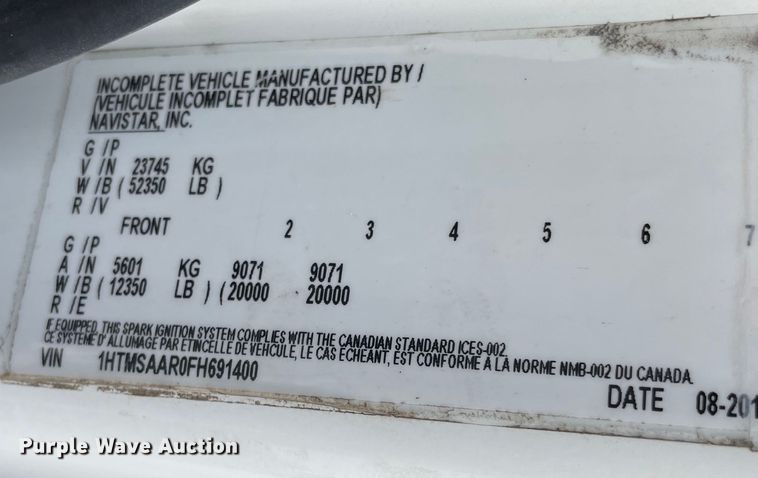 INCOMPLETE VEHICLE MANUFACTURED BY /
(VEHICULE INCOMPLET FABRIQUE PAR)
NAVISTAR, INC.
G /P
V /N 23745 KG
W /B ( 52350 LB )
R /V
FRONT 2 3 4 5 6 7
G /P
A /N 5601 KG 9071 9071
W /B ( 12350 LB ) ( 20000 20000
R /E
IF EQUIPPED, THIS SPARK IGNITION SYSTEM COMPLIES WITH THE CANADIAN STANDARD ICES-002
CE SYSTEME D' ALLUMAGE PAR ETINCELLE DE VEHICULE, LE CAS ÉCHEANT, EST CONFORME À LA NORME NMB-002 DU CANADA.
VIN 1HTMSAAR0FH691400
DATE 08-201
Purple Wave Auction